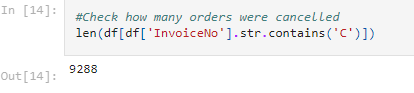 In [14]:
#Check how many orders were cancelled
len(df[df['InvoiceNo'].str.contains('C')])
Out[14]:
9288